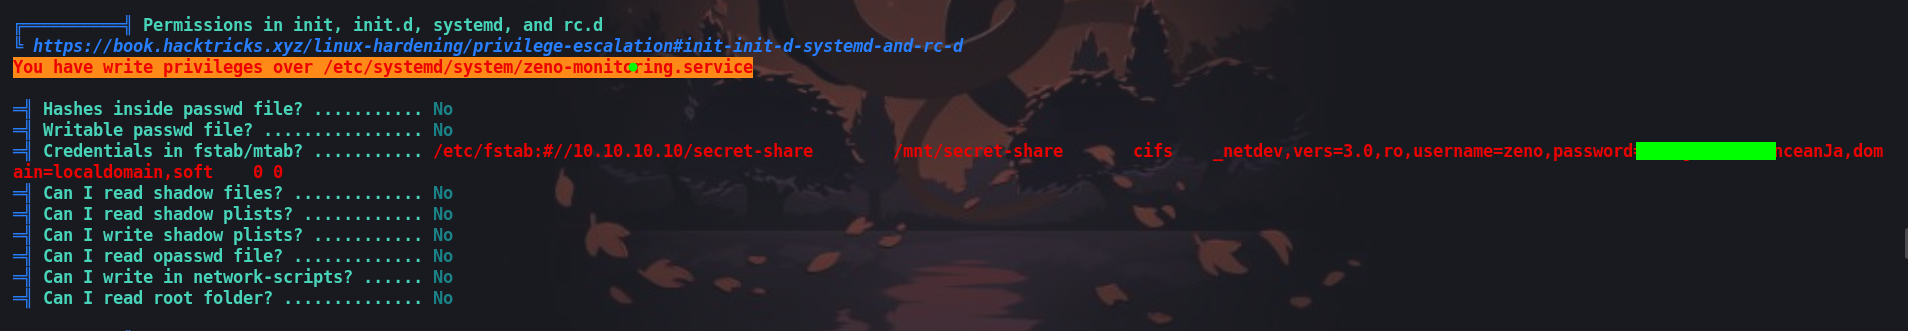 ╔══════════╣ Permissions in init, init.d, systemd, and rc.d
╚ https://book.hacktricks.xyz/linux-hardening/privilege-escalation#init-init-d-systemd-and-rc-d
You have write privileges over /etc/systemd/system/zeno-monitoring.service
═╣ Hashes inside passwd file? ........... No
═╣ Writable passwd file? ................ No
═╣ Credentials in fstab/mtab? ........... /etc/fstab:#//10.10.10.10/secret-share /mnt/secret-share cifs _netdev,vers=3.0,ro,username=zeno,password= nceanJa,dom
ain=localdomain,soft 0 0
═╣ Can I read shadow files? ............. No
═╣ Can I read shadow plists? ............ No
═╣ Can I write shadow plists? ........... No
═╣ Can I read opasswd file? ............. No
═╣ Can I write in network-scripts? ...... No
═╣ Can I read root folder? .............. No